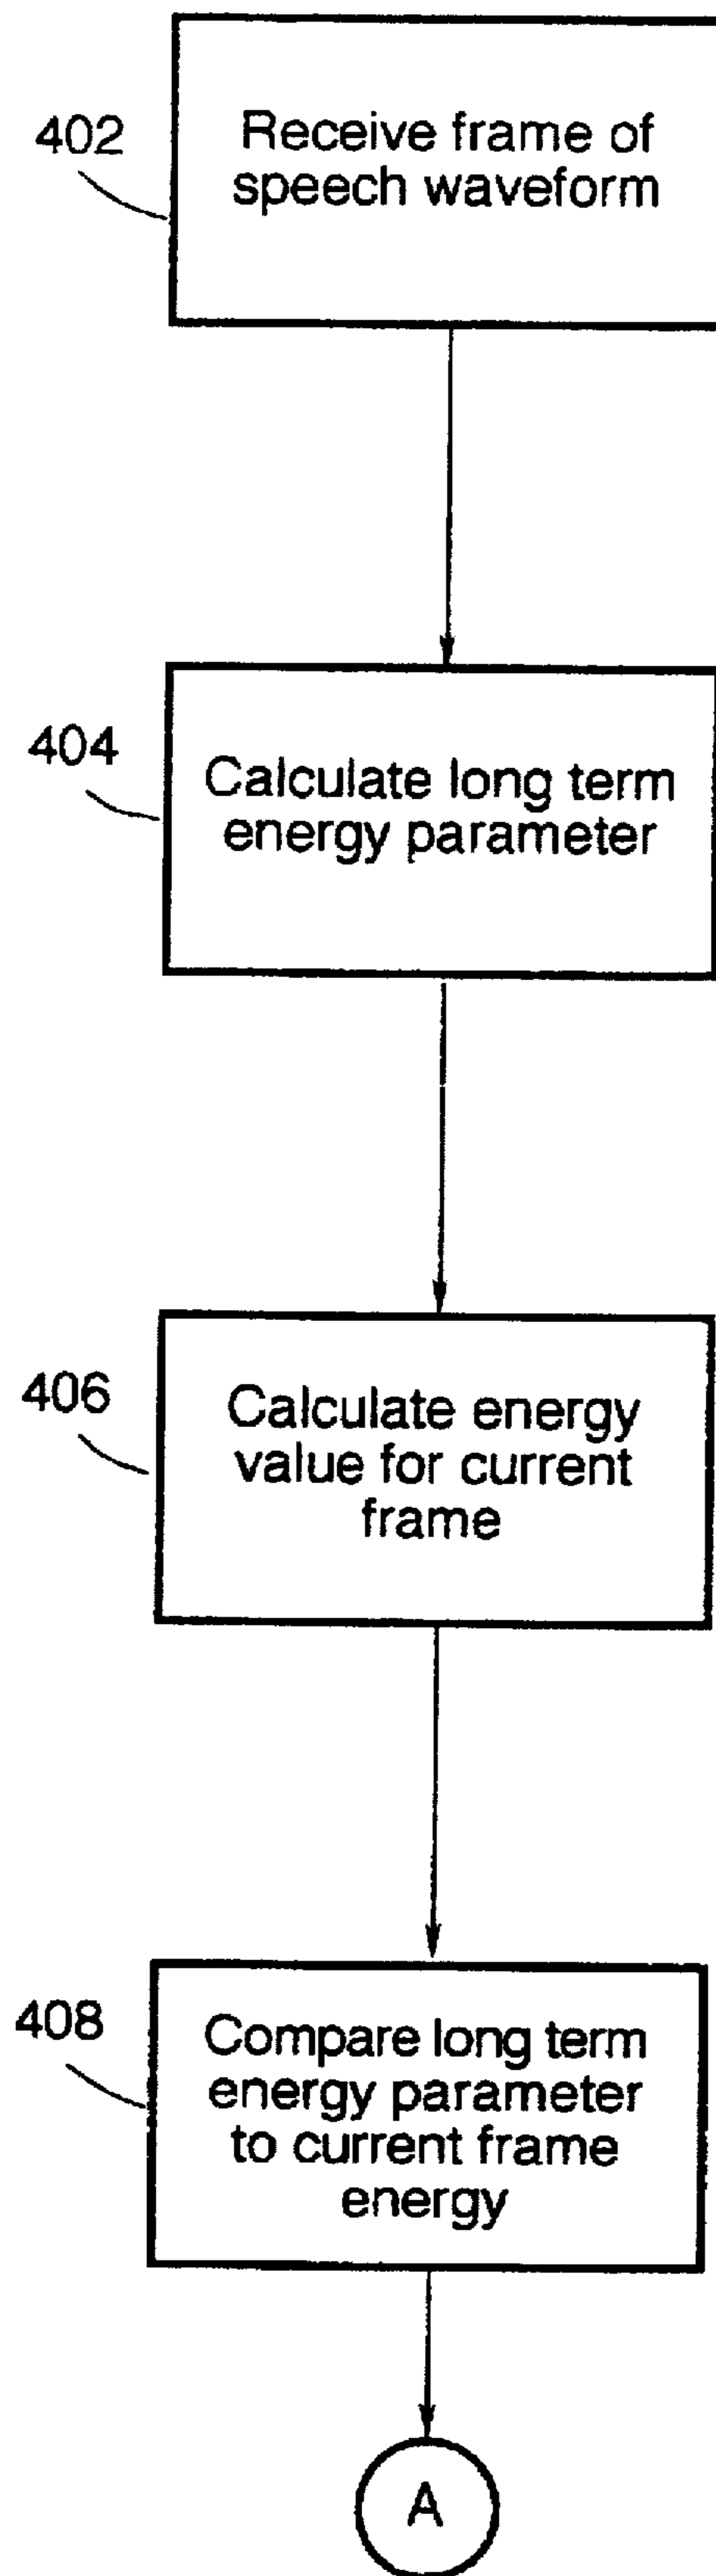 402
Receive frame of
speech waveform
404
Calculate long term
energy parameter
406
Calculate energy
value for current
frame
408
Compare long term
energy parameter
to current frame
energy
A